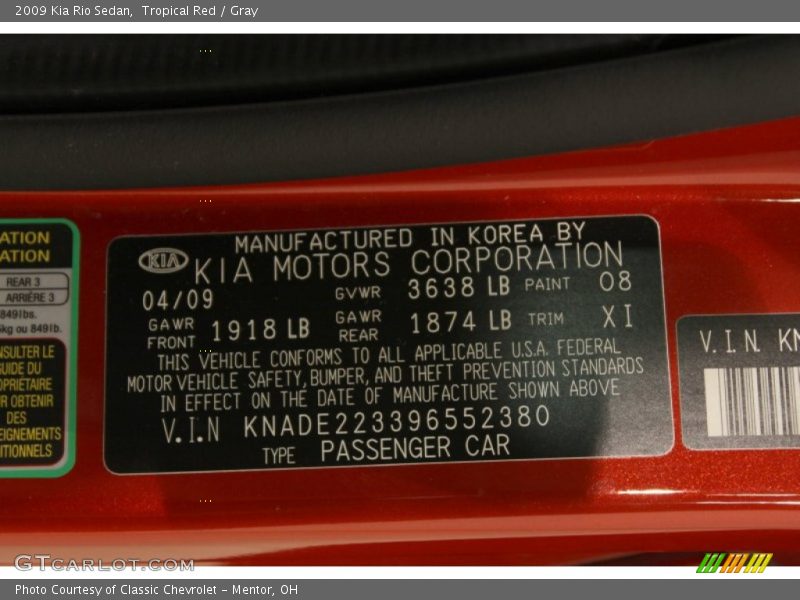 2009 Kia Rio Sedan, Tropical Red / Gray
ATION
ATION
REAR 3
ARRIÈRE 3
849lbs.
kg ou 849lb.
NSULTER LE
UIDE DU
OPRIÉTAIRE
R OBTENIR
DES
EIGNEMENTS
ITIONNELS
KIA
MANUFACTURED IN KOREA BY
KIA MOTORS CORPORATION
04/09 GVWR 3638 LB PAINT 08
GAWR FRONT 1918 LB GAWR REAR 1874 LB TRIM XI
THIS VEHICLE CONFORMS TO ALL APPLICABLE U.S.A. FEDERAL
MOTOR VEHICLE SAFETY, BUMPER, AND THEFT PREVENTION STANDARDS
IN EFFECT ON THE DATE OF MANUFACTURE SHOWN ABOVE
V.I.N KNADE223396552380
TYPE PASSENGER CAR
V.I.N. KN
GTCARLOT.COM
Photo Courtesy of Classic Chevrolet - Mentor, OH